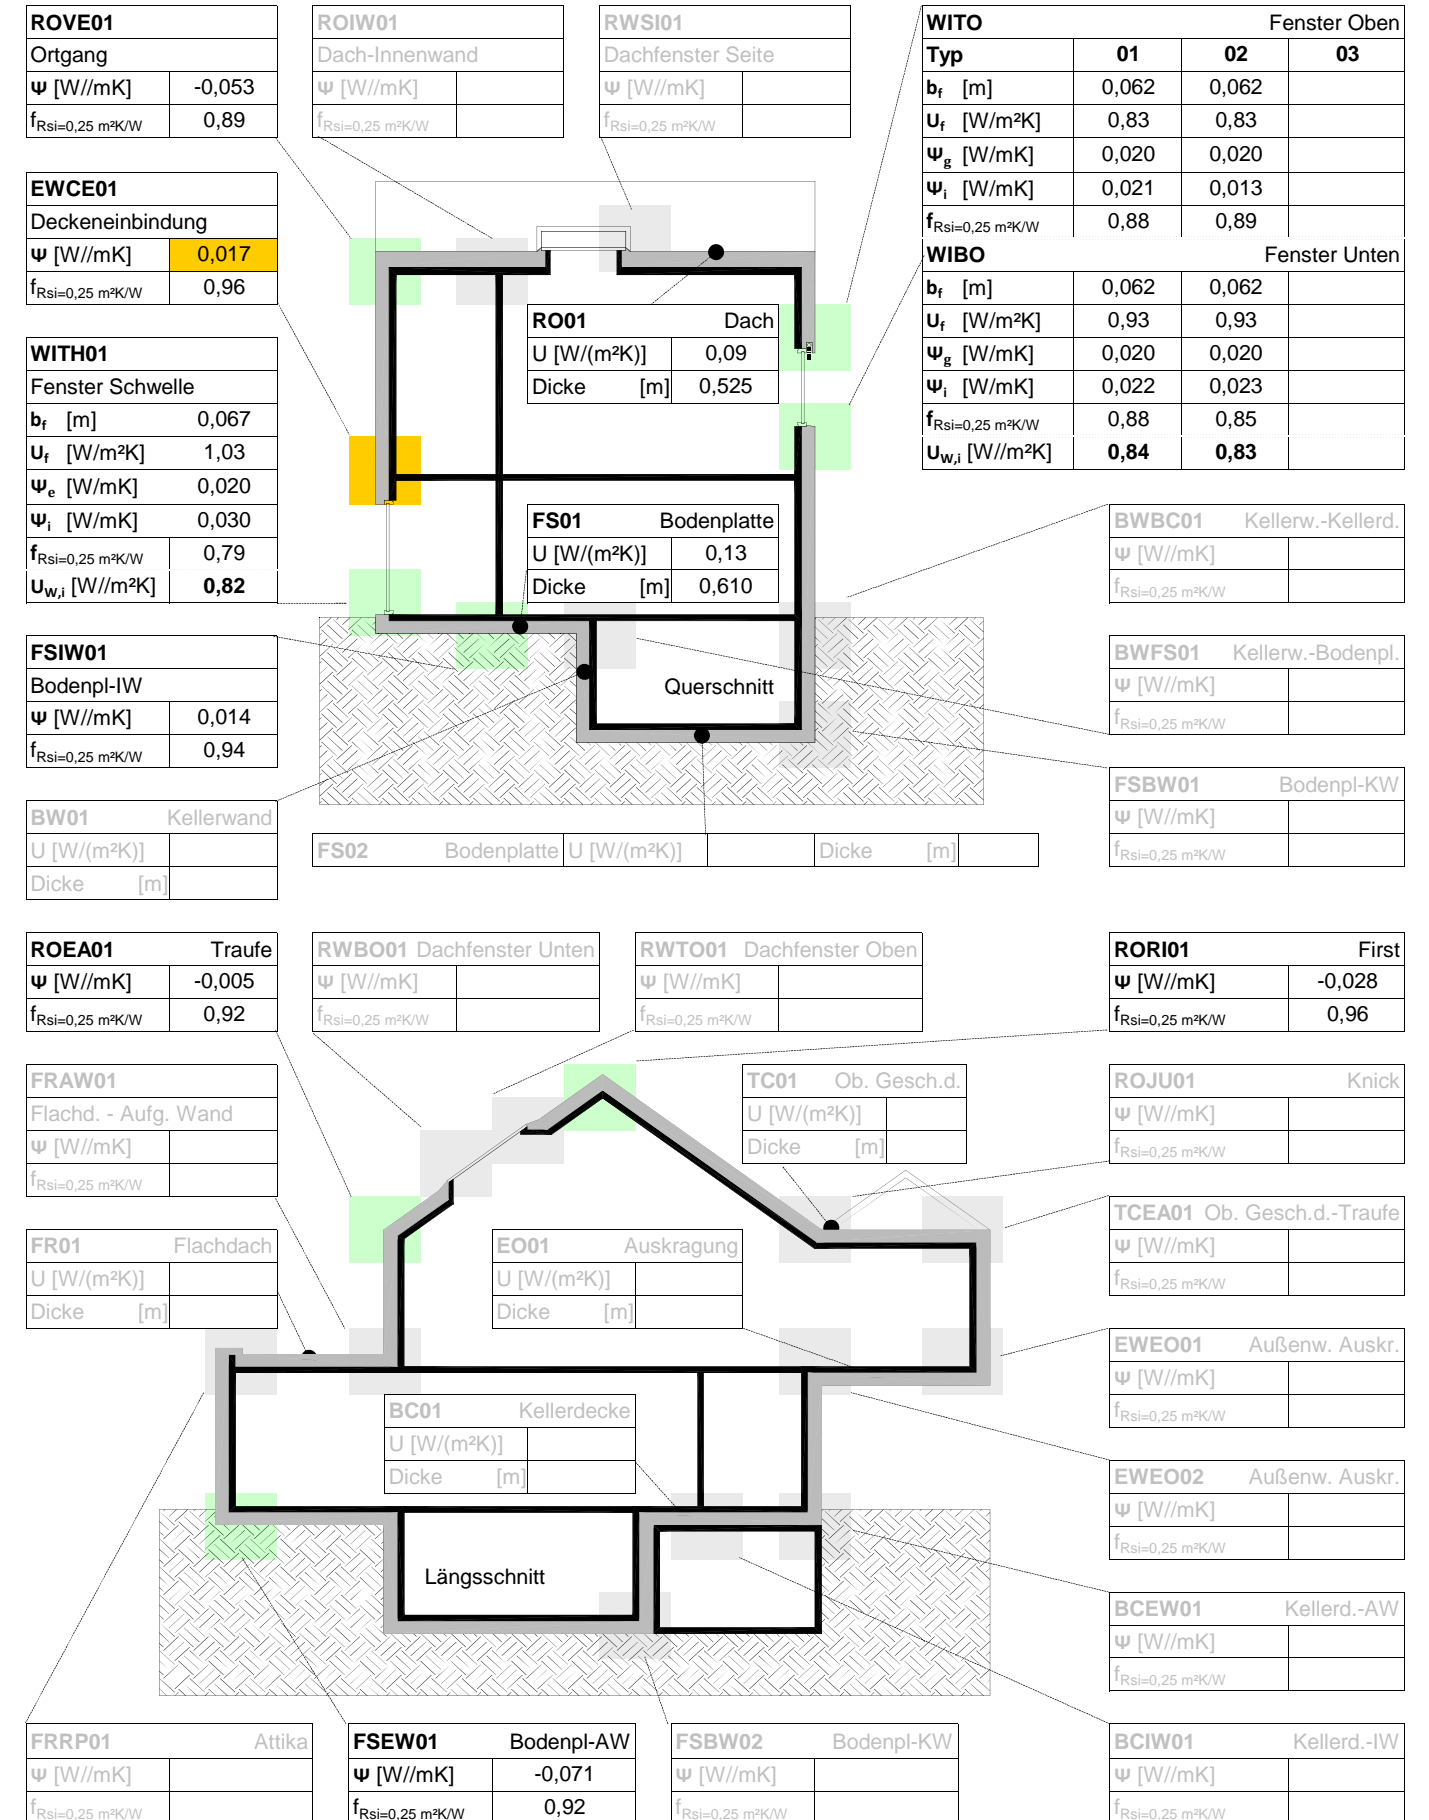 ROVE01
Ortgang
Ψ [W//mK] -0,053
fRsi=0,25 m²K/W 0,89
ROIW01
Dach-Innenwand
Ψ [W//mK]
fRsi=0,25 m²K/W
RWSI01
Dachfenster Seite
Ψ [W//mK]
fRsi=0,25 m²K/W
WITO Fenster Oben
Typ 01 02 03
bf [m] 0,062 0,062
Uf [W/m²K] 0,83 0,83
Ψg [W/mK] 0,020 0,020
Ψi [W/mK] 0,021 0,013
fRsi=0,25 m²K/W 0,88 0,89
WIBO Fenster Unten
bf [m] 0,062 0,062
Uf [W/m²K] 0,93 0,93
Ψg [W/mK] 0,020 0,020
Ψi [W/mK] 0,022 0,023
fRsi=0,25 m²K/W 0,88 0,85
UW,i [W//m²K] 0,84 0,83
EWCE01
Deckeneinbindung
Ψ [W//mK] 0,017
fRsi=0,25 m²K/W 0,96
WITH01
Fenster Schwelle
bf [m] 0,067
Uf [W/m²K] 1,03
Ψe [W/mK] 0,020
Ψi [W/mK] 0,030
fRsi=0,25 m²K/W 0,79
UW,i [W//m²K] 0,82
RO01 Dach
U [W/(m²K)] 0,09
Dicke [m] 0,525
FS01 Bodenplatte
U [W/(m²K)] 0,13
Dicke [m] 0,610
BWBC01 Kellerw.-Kellerd.
Ψ [W//mK]
fRsi=0,25 m²K/W
FSIW01
Bodenpl-IW
Ψ [W//mK] 0,014
fRsi=0,25 m²K/W 0,94
Querschnitt
BWFS01 Kellerw.-Bodenpl.
Ψ [W//mK]
fRsi=0,25 m²K/W
FSBW01 Bodenpl-KW
Ψ [W//mK]
fRsi=0,25 m²K/W
BW01 Kellerwand
U [W/(m²K)]
Dicke [m]
FS02 Bodenplatte U [W/(m²K)] Dicke [m]
ROEA01 Traufe
Ψ [W//mK] -0,005
fRsi=0,25 m²K/W 0,92
RWBO01 Dachfenster Unten
Ψ [W//mK]
fRsi=0,25 m²K/W
RWTO01 Dachfenster Oben
Ψ [W//mK]
fRsi=0,25 m²K/W
RORI01 First
Ψ [W//mK] -0,028
fRsi=0,25 m²K/W 0,96
FRAW01
Flachd. - Aufg. Wand
Ψ [W//mK]
fRsi=0,25 m²K/W
TC01 Ob. Gesch.d.
U [W/(m²K)]
Dicke [m]
ROJU01 Knick
Ψ [W//mK]
fRsi=0,25 m²K/W
TCEA01 Ob. Gesch.d.-Traufe
Ψ [W//mK]
fRsi=0,25 m²K/W
FR01 Flachdach
U [W/(m²K)]
Dicke [m]
EO01 Auskragung
U [W/(m²K)]
Dicke [m]
EWEO01 Außenw. Auskr.
Ψ [W//mK]
fRsi=0,25 m²K/W
BC01 Kellerdecke
U [W/(m²K)]
Dicke [m]
EWEO02 Außenw. Auskr.
Ψ [W//mK]
fRsi=0,25 m²K/W
Längsschnitt
BCEW01 Kellerd.-AW
Ψ [W//mK]
fRsi=0,25 m²K/W
FRRP01 Attika
Ψ [W//mK]
fRsi=0,25 m²K/W
FSEW01 Bodenpl-AW
Ψ [W//mK] -0,071
fRsi=0,25 m²K/W 0,92
FSBW02 Bodenpl-KW
Ψ [W//mK]
fRsi=0,25 m²K/W
BCIW01 Kellerd.-IW
Ψ [W//mK]
fRsi=0,25 m²K/W